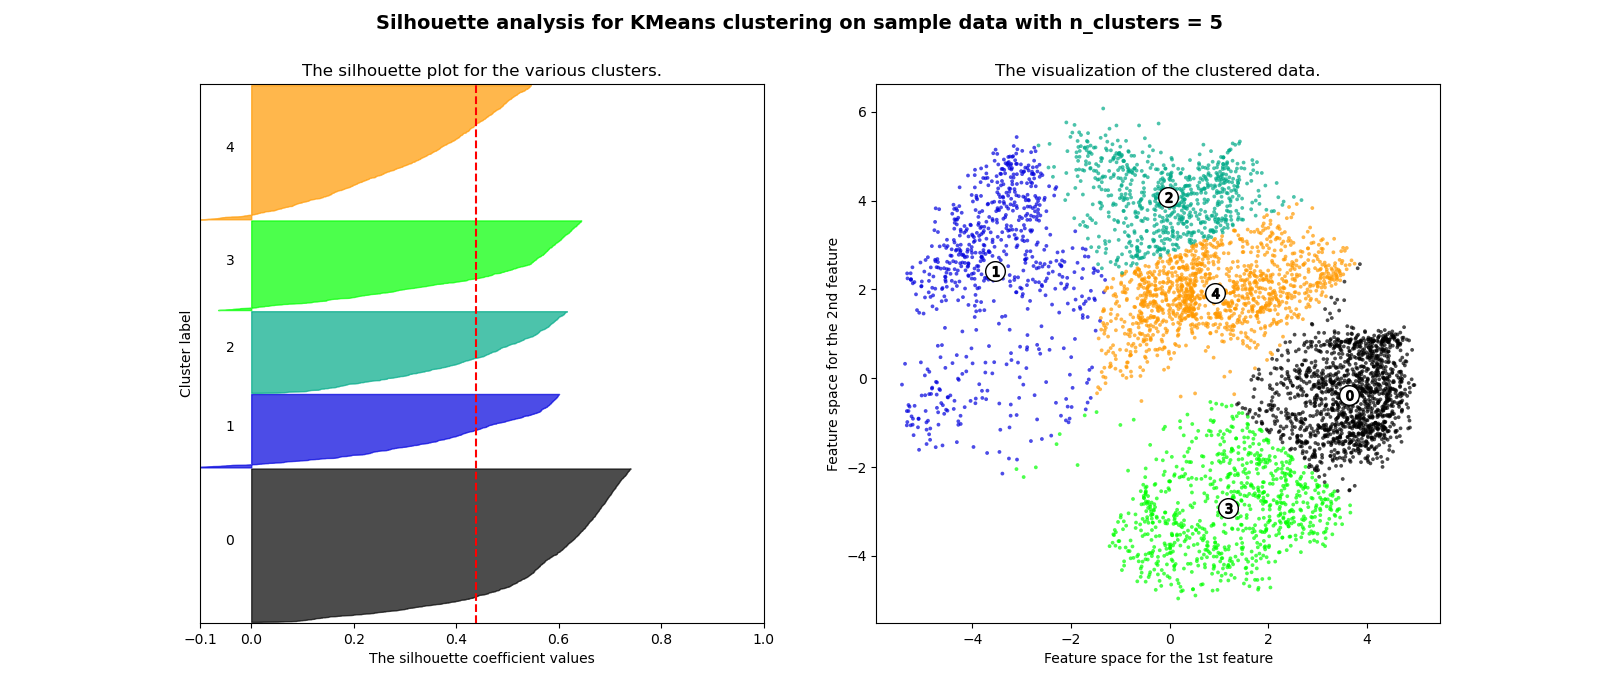 Silhouette analysis for KMeans clustering on sample data with n_clusters = 5
The silhouette plot for the various clusters.
Cluster label
4
3
2
1
0
−0.1 0.0 0.2 0.4 0.6 0.8 1.0
The silhouette coefficient values
The visualization of the clustered data.
Feature space for the 2nd feature
6
4
2
0
−2
−4
2
1
4
0
3
−4 −2 0 2 4
Feature space for the 1st feature